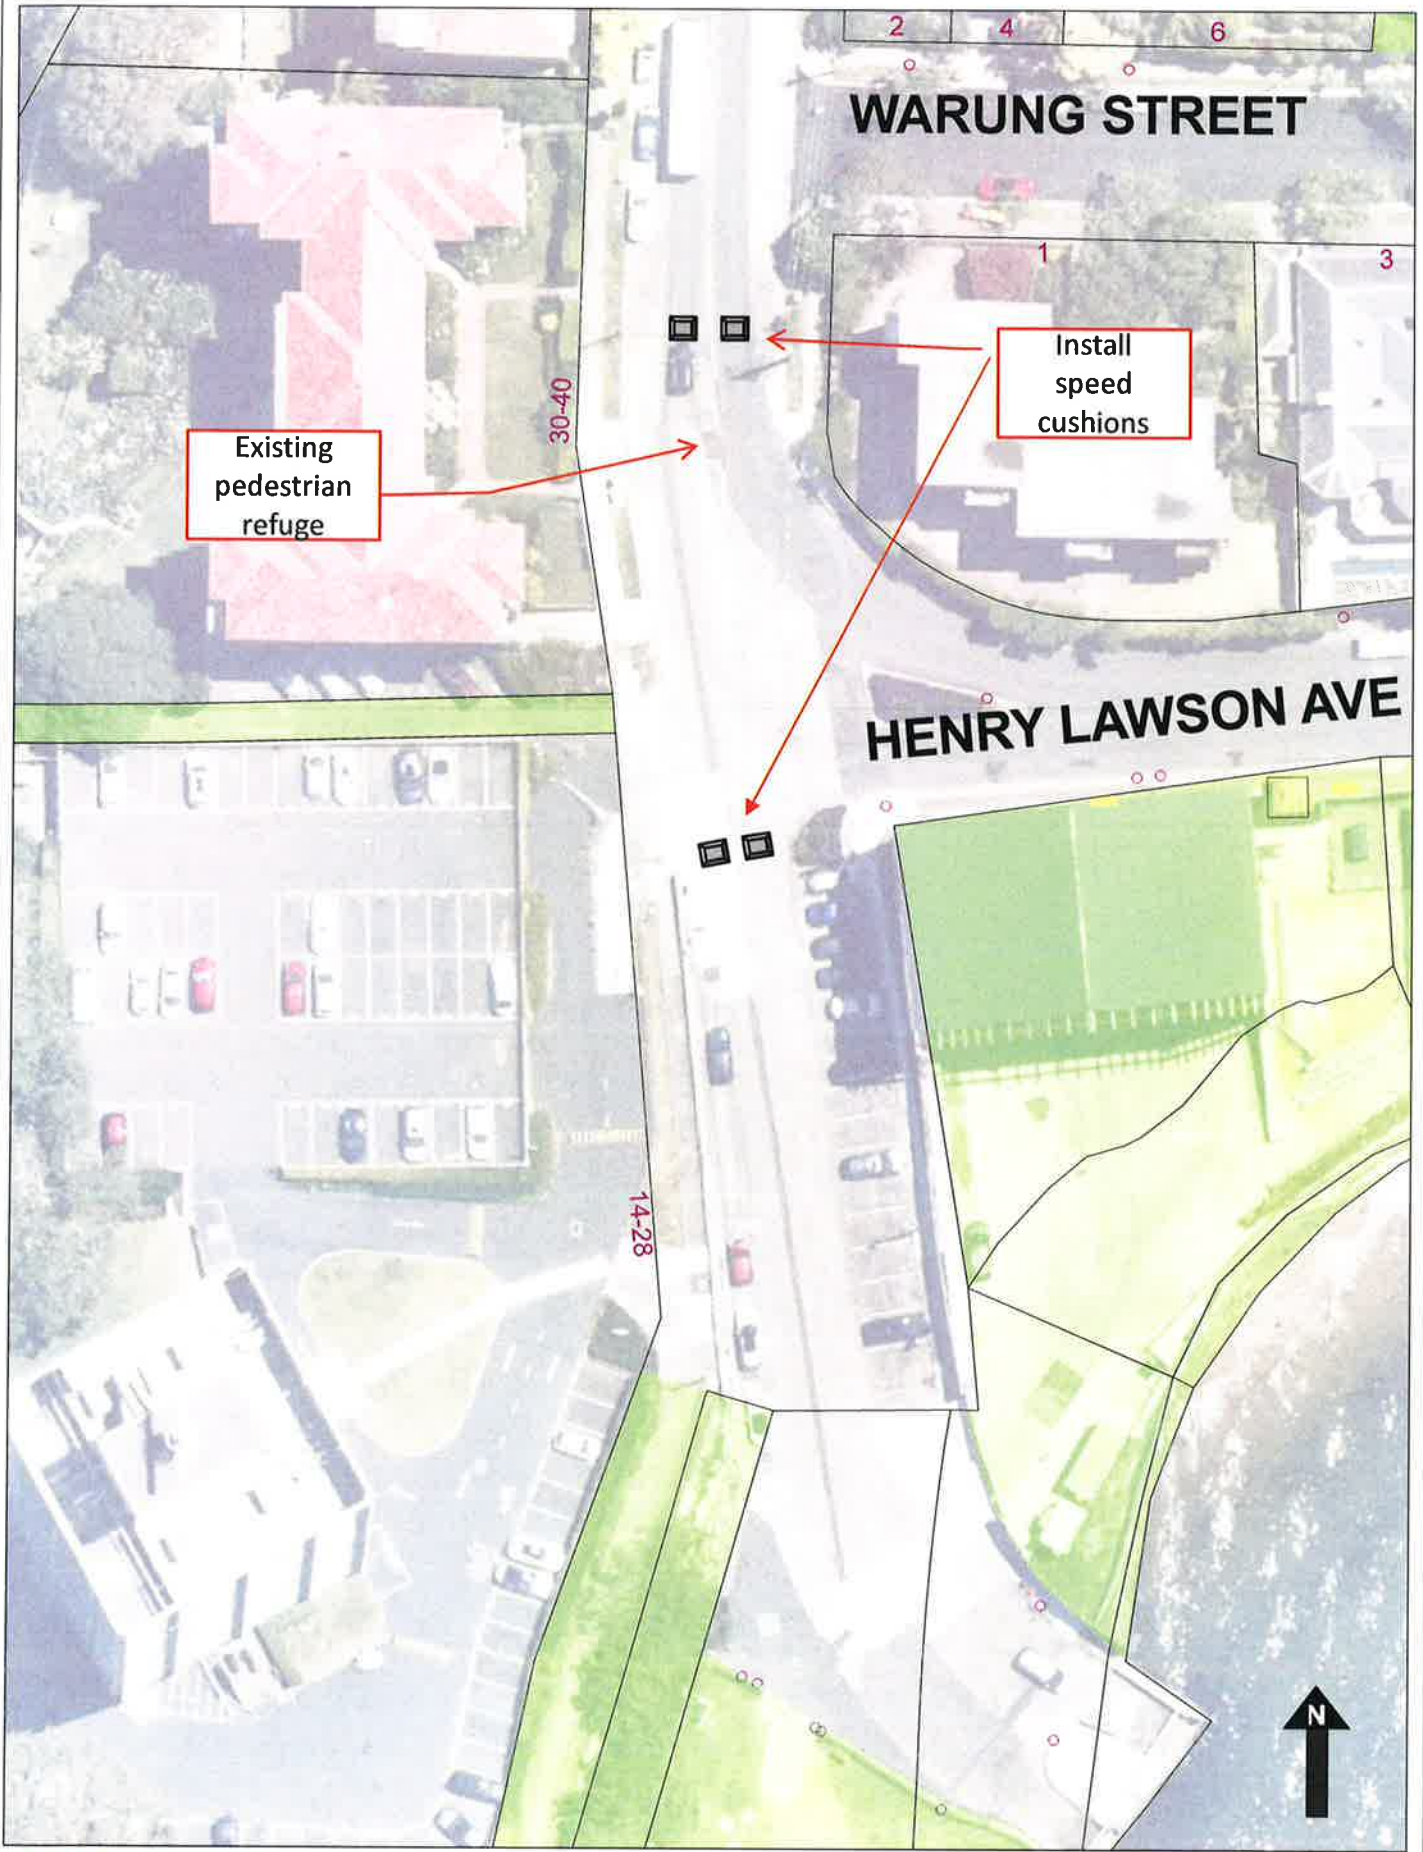 2
4
6
WARUNG STREET
1
3
Install
speed
cushions
30-40
Existing
pedestrian
refuge
HENRY LAWSON AVE
14-28
N